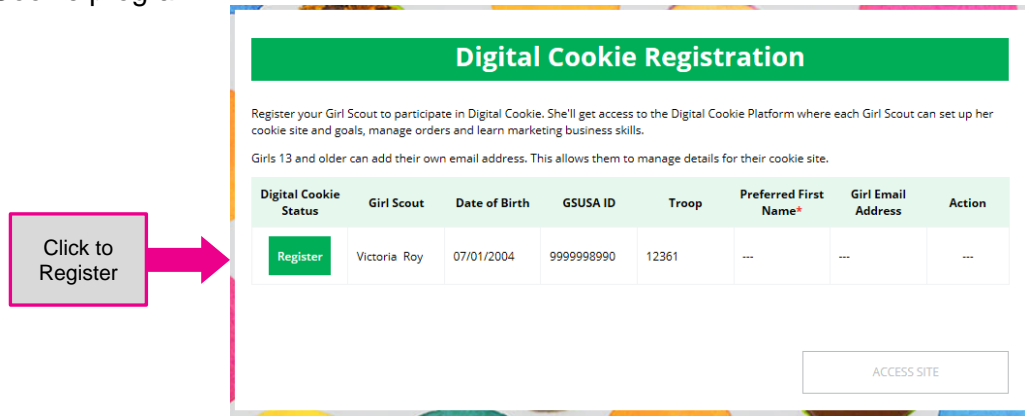 Digital Cookie Registration
Register your Girl Scout to participate in Digital Cookie. She'll get access to the Digital Cookie Platform where each Girl Scout can set up her
cookie site and goals, manage orders and learn marketing business skills.
Girls 13 and older can add their own email address. This allows them to manage details for their cookie site.
Digital Cookie Status Girl Scout Date of Birth GSUSA ID Troop Preferred First Name* Girl Email Address Action
Register Victoria Roy 07/01/2004 9999998990 12361 --- --- ---
Click to
Register
ACCESS SITE